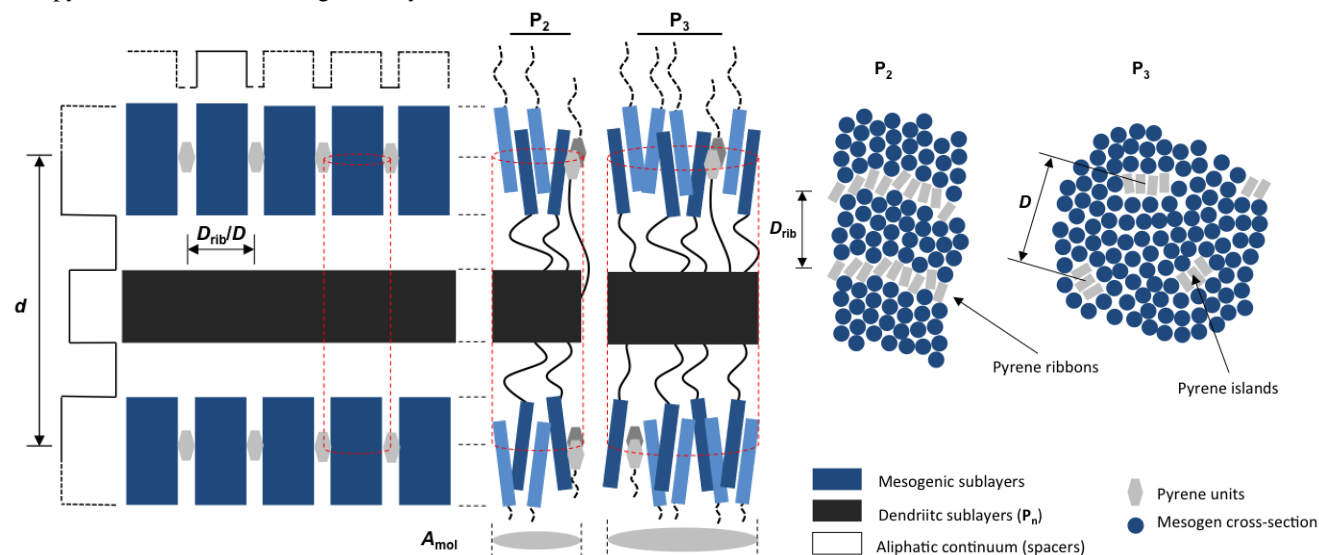 P2
P3
P2
P3
Drib/D
d
D
Drib
Pyrene ribbons
Pyrene islands
Mesogenic sublayers
Dendriitc sublayers (Pn)
Aliphatic continuum (spacers)
Pyrene units
Mesogen cross-section
Amol